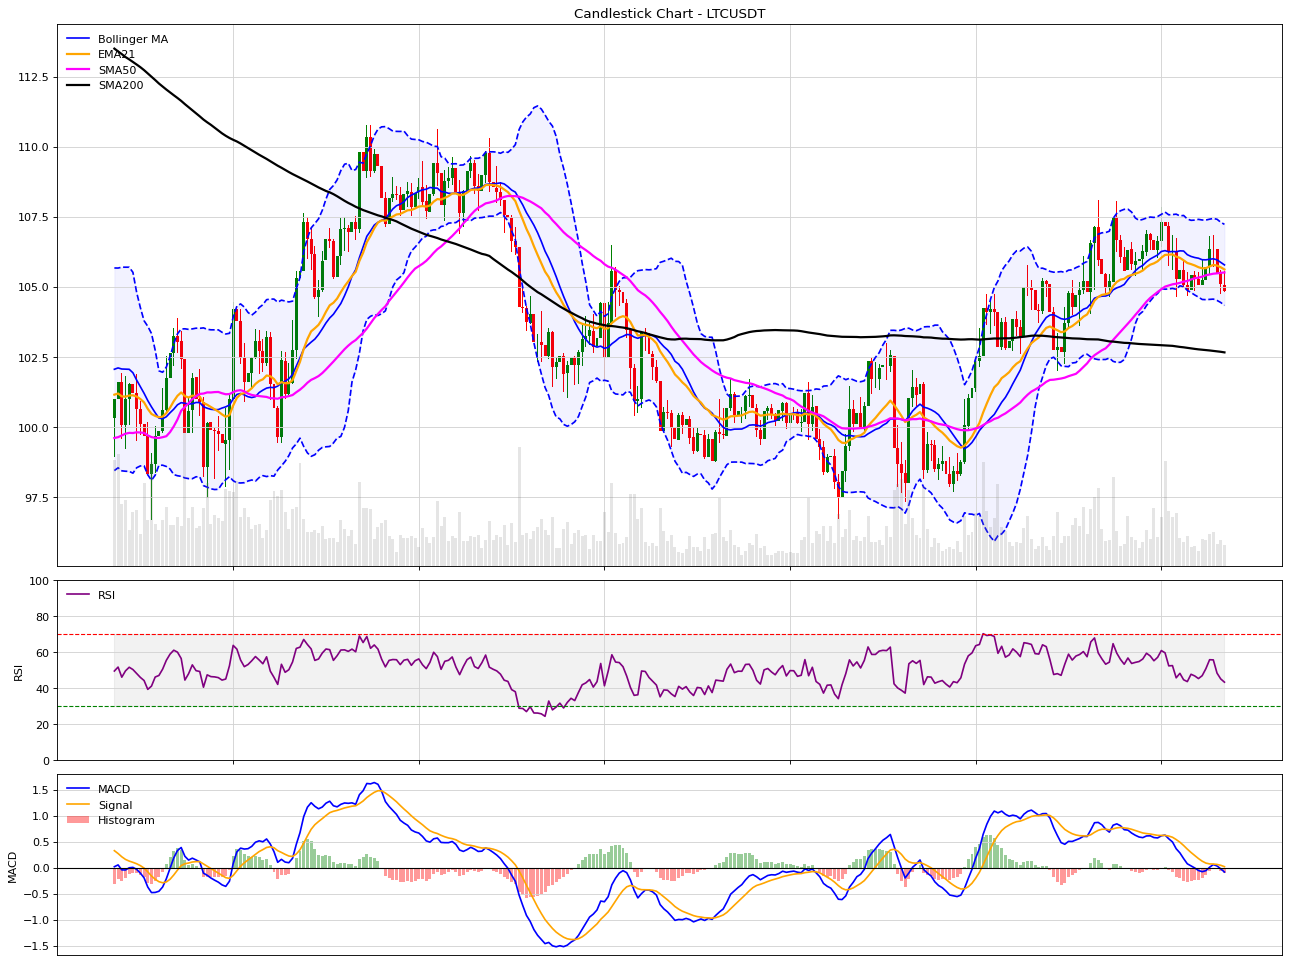 Candlestick Chart - LTCUSDT
Bollinger MA
EMA21
SMA50
SMA200
112.5
110.0
107.5
105.0
102.5
100.0
97.5
RSI
100
80
60
40
20
0
RSI
MACD
Signal
Histogram
1.5
1.0
0.5
0.0
−0.5
−1.0
−1.5
MACD